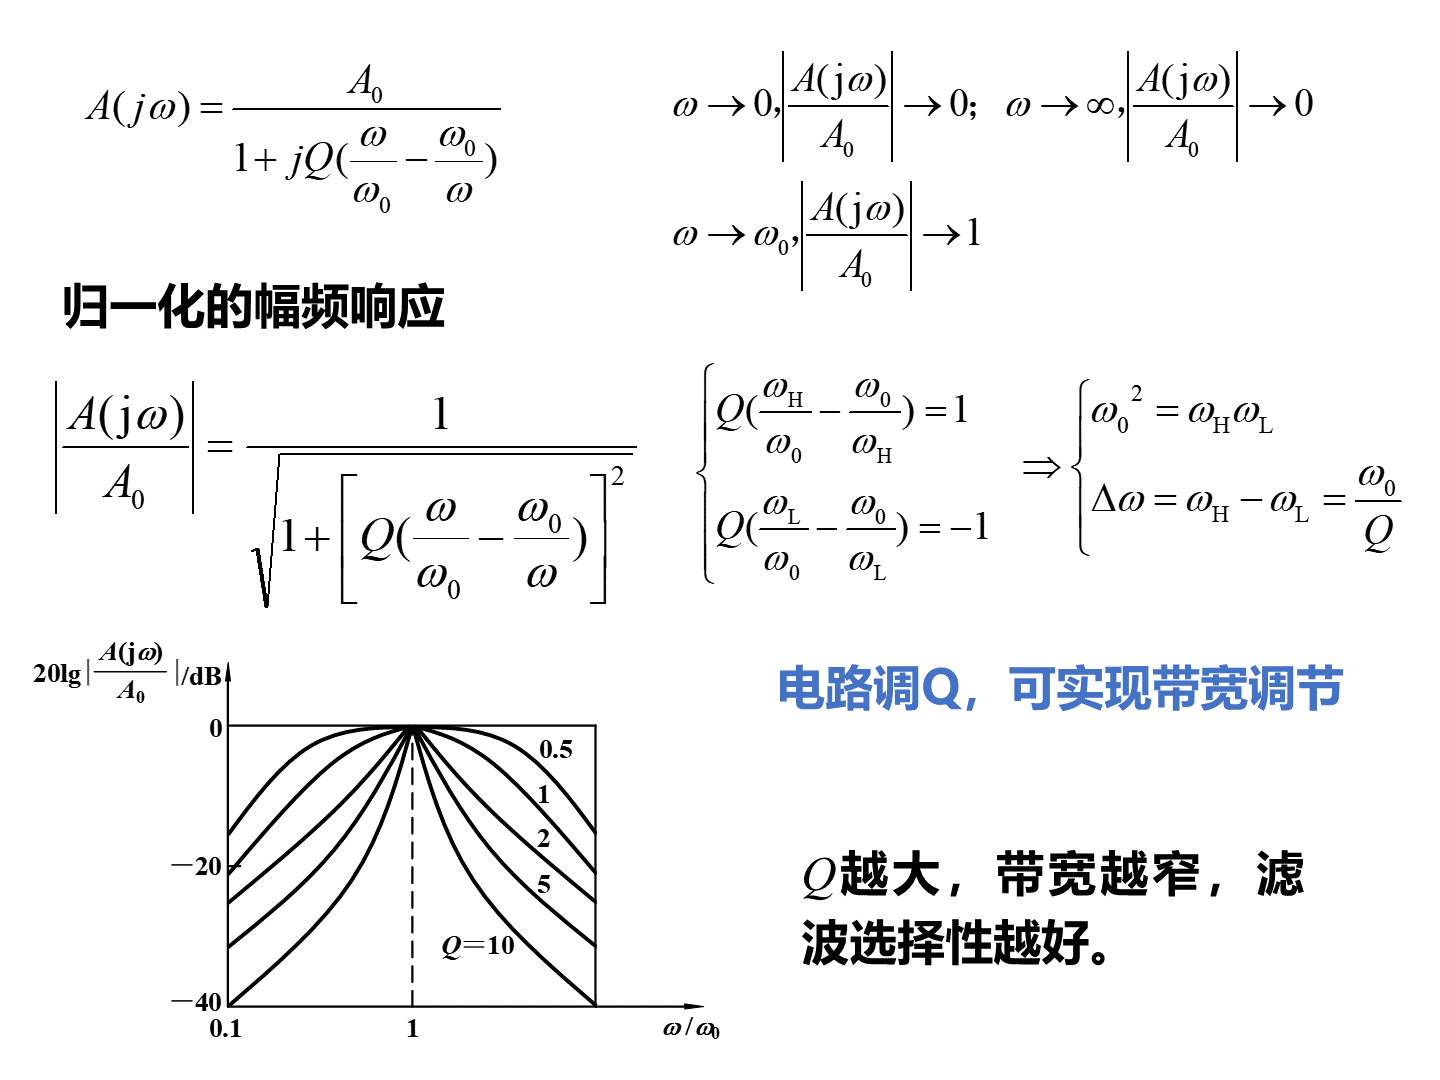 A(jω) = A₀ / (1 + jQ(ω/ω₀ − ω₀/ω))
ω → 0, |A(jω)/A₀| → 0; ω → ∞, |A(jω)/A₀| → 0
ω → ω₀, |A(jω)/A₀| → 1
归一化的幅频响应
|A(jω)/A₀| = 1 / √(1 + [Q(ω/ω₀ − ω₀/ω)]²)
Q(ω_H/ω₀ − ω₀/ω_H) = 1
Q(ω_L/ω₀ − ω₀/ω_L) = −1
⇒
ω₀² = ω_H ω_L
Δω = ω_H − ω_L = ω₀/Q
20lg|A(jω)/A₀|/dB
0
0.5
1
2
−20
5
Q=10
−40
0.1
1
ω/ω₀
电路调Q，可实现带宽调节
Q越大，带宽越窄，滤
波选择性越好。